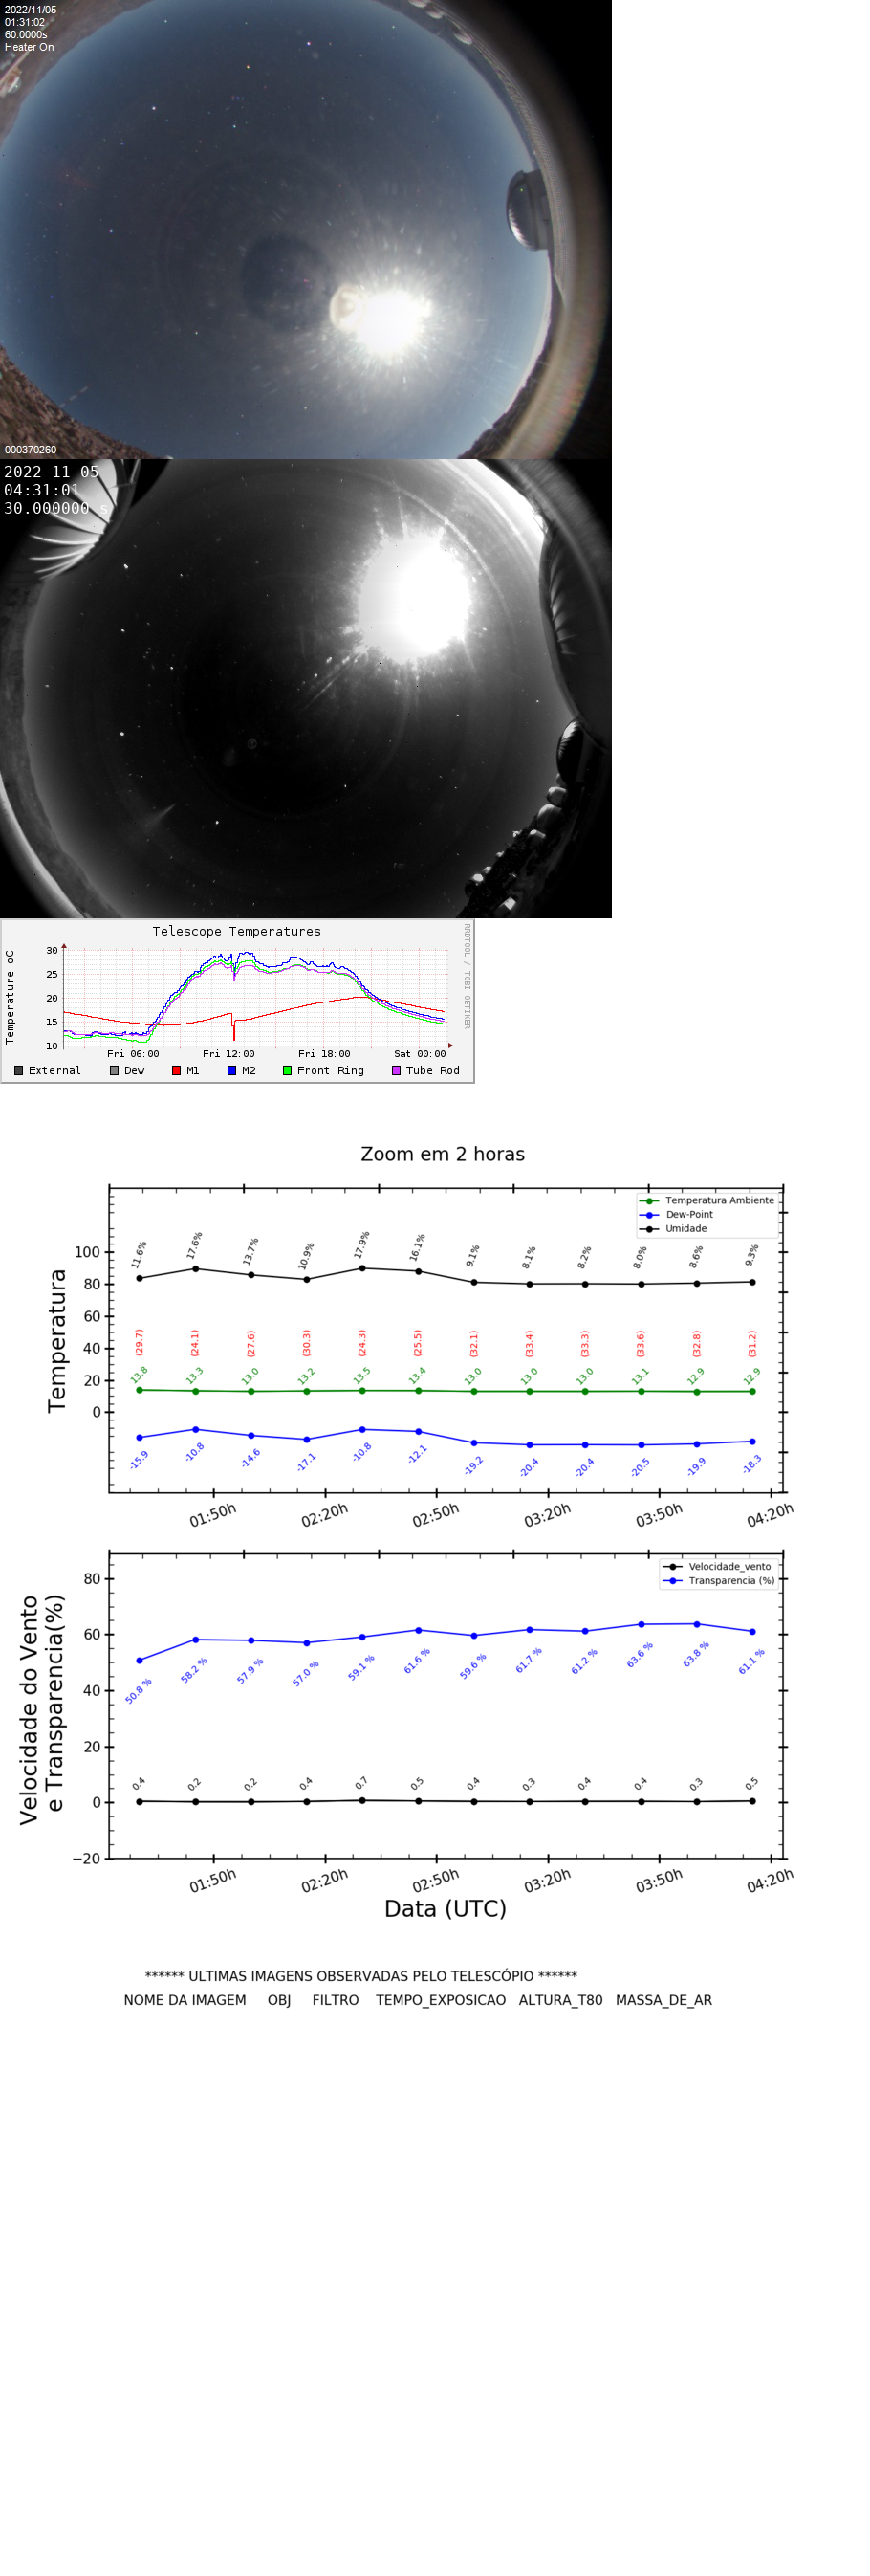 2022/11/05
01:31:02
60.0000s
Heater On
000370260
2022-11-05
04:31:01
30.000000 s
Telescope Temperatures
RRDTOOL / TOBI OETIKER
Temperature oC
30
25
20
15
10
Fri 06:00 Fri 12:00 Fri 18:00 Sat 00:00
External Dew M1 M2 Front Ring Tube Rod
Zoom em 2 horas
Temperatura Ambiente
Dew-Point
Umidade
Temperatura
100
80
60
40
20
0
11.6% 17.6% 13.7% 10.9% 17.9% 16.1% 9.1% 8.1% 8.2% 8.0% 8.6% 9.3%
(29.7) (24.1) (27.6) (30.3) (24.3) (25.5) (32.1) (33.4) (33.3) (33.6) (32.8) (31.2)
13.8 13.3 13.0 13.2 13.5 13.4 13.0 13.0 13.0 13.1 12.9 12.9
-15.9 -10.8 -14.6 -17.1 -10.8 -12.1 -19.2 -20.4 -20.4 -20.5 -19.9 -18.3
01:50h 02:20h 02:50h 03:20h 03:50h 04:20h
Velocidade_vento
Transparencia (%)
Velocidade do Vento
e Transparencia(%)
80
60
40
20
0
−20
50.8 % 58.2 % 57.9 % 57.0 % 59.1 % 61.6 % 59.6 % 61.7 % 61.2 % 63.6 % 63.8 % 61.1 %
0.4 0.2 0.2 0.4 0.7 0.5 0.4 0.3 0.4 0.4 0.3 0.5
01:50h 02:20h 02:50h 03:20h 03:50h 04:20h
Data (UTC)
****** ULTIMAS IMAGENS OBSERVADAS PELO TELESCÓPIO ******
NOME DA IMAGEM OBJ FILTRO TEMPO_EXPOSICAO ALTURA_T80 MASSA_DE_AR